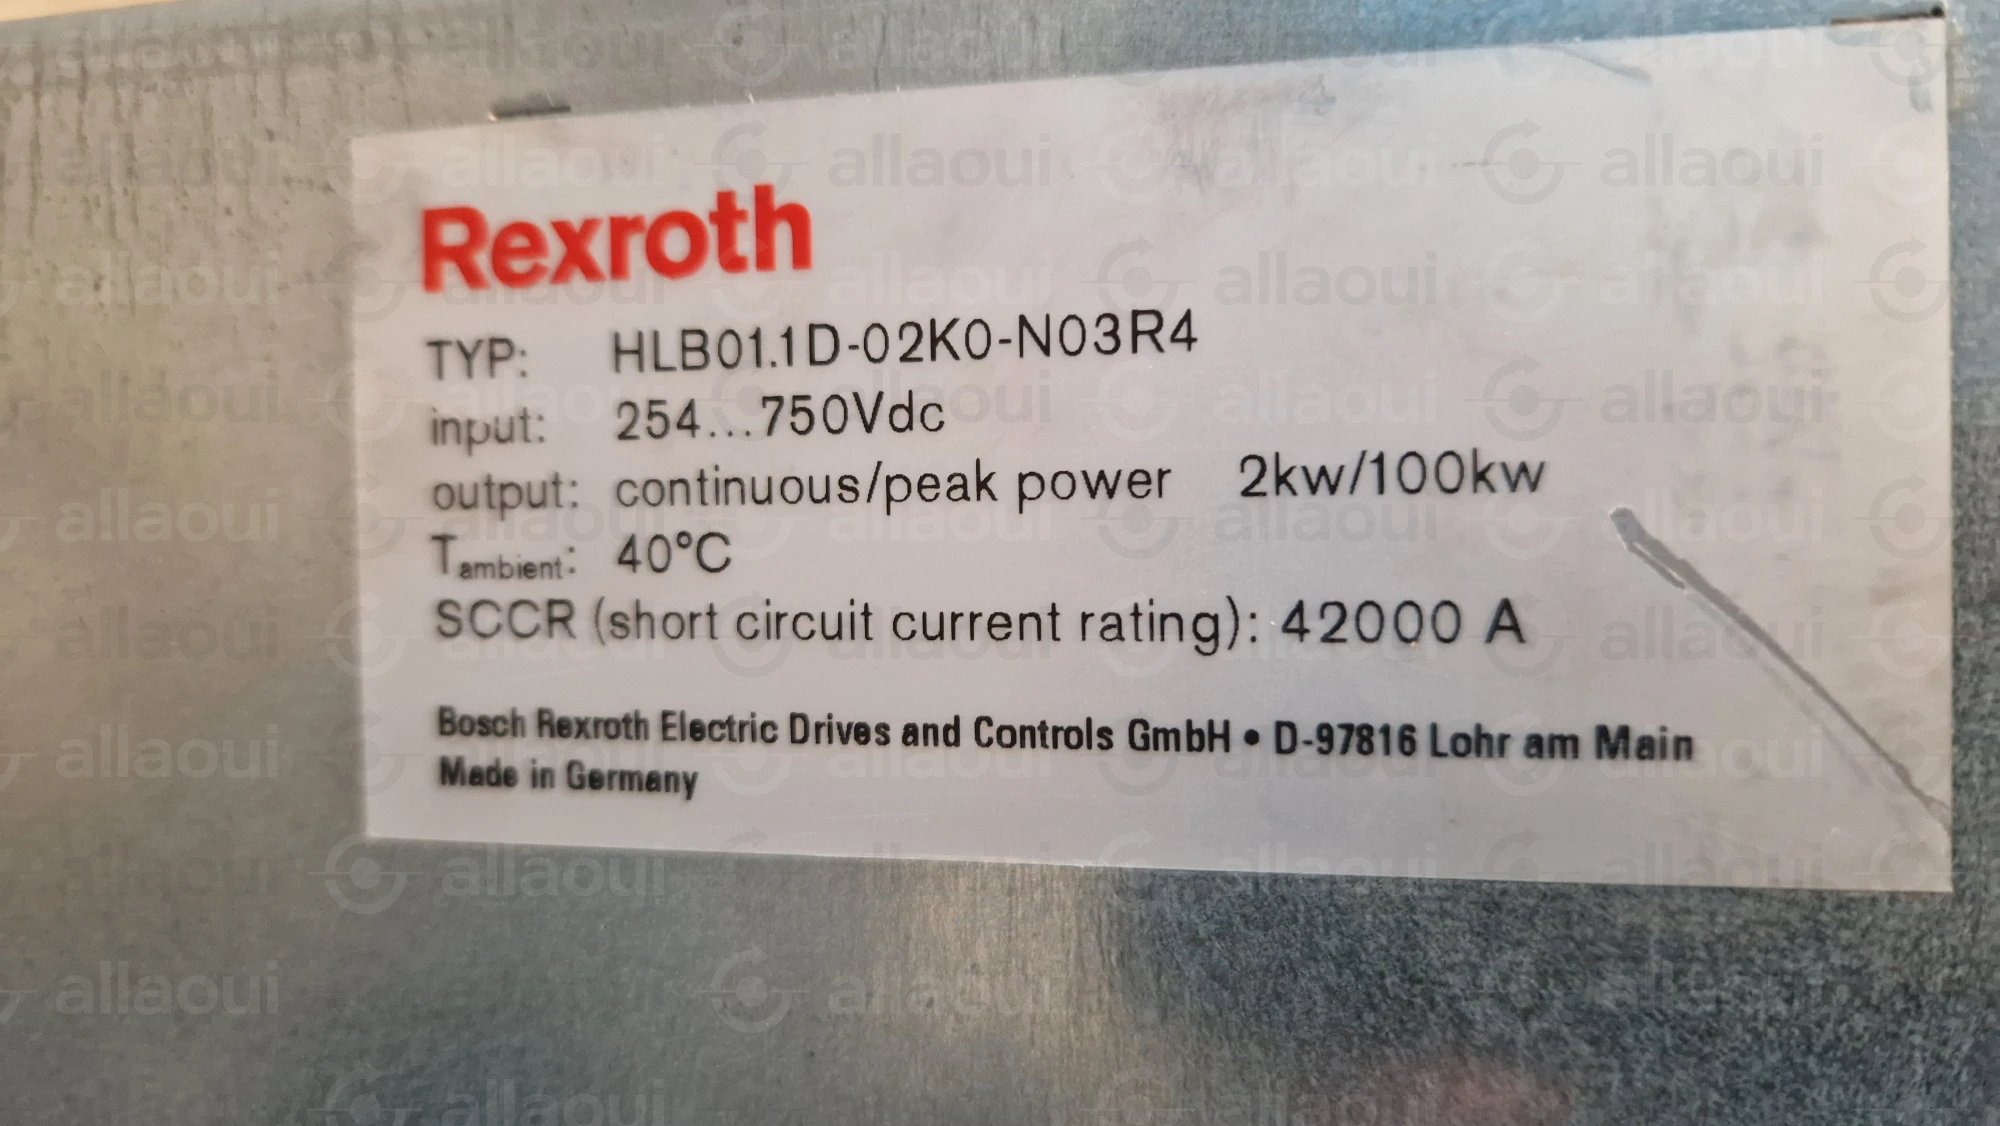 Rexroth
TYP: HLB01.1D-02K0-N03R4
input: 254...750Vdc
output: continuous/peak power 2kw/100kw
Tambient: 40°C
SCCR (short circuit current rating): 42000 A
Bosch Rexroth Electric Drives and Controls GmbH • D-97816 Lohr am Main
Made in Germany
allaoui